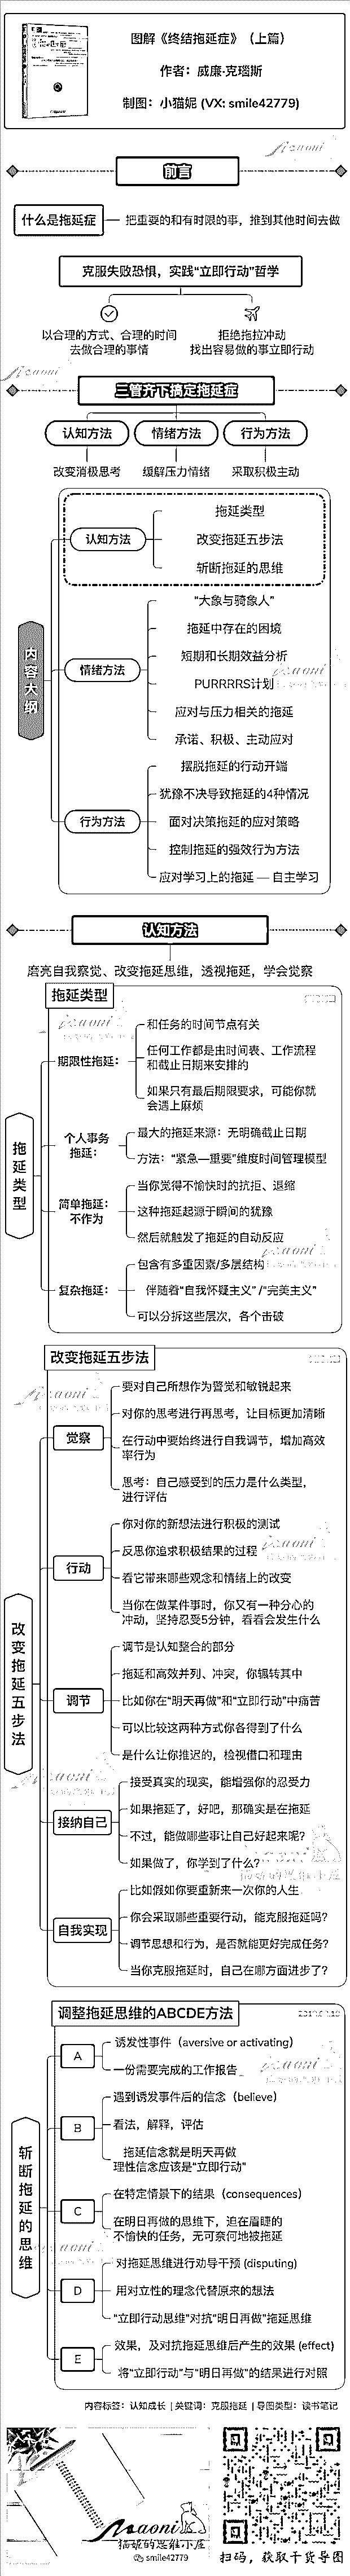 图解《终结拖延症》（上篇）
作者：威廉·克瑙斯
制图：小猫妮 (VX: smile42779)
前言
什么是拖延症
把重要的和有时限的事，推到其他时间去做
克服失败恐惧，实践“立即行动”哲学
以合理的方式、合理的时间
去做合理的事情
拒绝拖拉冲动
找出容易做的事立即行动
三管齐下搞定拖延症
认知方法
情绪方法
行为方法
改变消极思考
缓解压力情绪
采取积极主动
内容大纲
认知方法
拖延类型
改变拖延五步法
斩断拖延的思维
情绪方法
“大象与骑象人”
拖延中存在的困境
短期和长期效益分析
PURRRRS计划
应对与压力相关的拖延
承诺、积极、主动应对
行为方法
摆脱拖延的行动开端
犹豫不决导致拖延的4种情况
面对决策拖延的应对策略
控制拖延的强效行为方法
应对学习上的拖延 — 自主学习
认知方法
磨亮自我察觉、改变拖延思维，透视拖延，学会觉察
拖延类型
拖延类型
期限性拖延：
和任务的时间节点有关
任何工作都是由时间表、工作流程
和截止日期来安排的
如果只有最后期限要求，可能你就
会遇上麻烦
个人事务
拖延：
最大的拖延来源：无明确截止日期
方法：“紧急—重要”维度时间管理模型
简单拖延：
不作为
当你觉得不愉快时的抗拒、退缩
这种拖延起源于瞬间的犹豫
然后就触发了拖延的自动反应
复杂拖延：
包含有多重因素/多层结构
伴随着“自我怀疑主义”/“完美主义”
可以分拆这些层次，各个击破
改变拖延五步法
改变拖延五步法
觉察
要对自己所想作为警觉和敏锐起来
对你的思考进行再思考，让目标更加清晰
在行动中要始终进行自我调节，增加高效
率行为
思考：自己感受到的压力是什么类型，
进行评估
行动
你对你的新想法进行积极的测试
反思你追求积极结果的过程
看它带来哪些观念和情绪上的改变
当你在做某件事时，你又有一种分心的
冲动，坚持忍受5分钟，看看会发生什么
调节
调节是认知整合的部分
拖延和高效并列、冲突，你辗转其中
比如你在“明天再做”和“立即行动”中痛苦
可以比较这两种方式你各得到了什么
是什么让你推迟的，检视借口和理由
接纳自己
接受真实的现实，能增强你的忍受力
如果拖延了，好吧，那确实是在拖延
不过，能做哪些事让自己好起来呢？
如果做了，你学到了什么？
自我实现
比如假如你要重新来一次你的人生
你会采取哪些重要行动，能克服拖延吗？
调节思想和行为，是否就能更好完成任务？
当你克服拖延时，自己在哪方面进步了？
调整拖延思维的ABCDE方法
斩断拖延的思维
A
诱发性事件（aversive or activating）
一份需要完成的工作报告
B
遇到诱发事件后的信念（believe）
看法，解释，评估
拖延信念就是明天再做
理性信念应该是“立即行动”
C
在特定情景下的结果（consequences）
在明日再做的思维下，迫在眉睫的
不愉快的任务，无可奈何地被拖延
D
对拖延思维进行劝导干预 (disputing)
用对立性的理念代替原来的想法
“立即行动思维”对抗“明日再做”拖延思维
E
效果，及对抗拖延思维后产生的效果 (effect)
将“立即行动”与“明日再做”的结果进行对照
内容标签：认知成长 | 关键词：克服拖延 | 导图类型：读书笔记
Maoni
猫妮的思维小屋
smile42779
扫码，获取干货导图